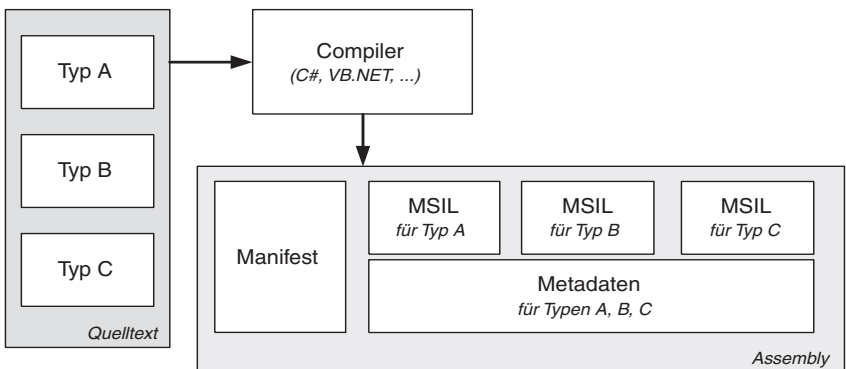 Typ A
Typ B
Typ C
Quelltext
Compiler
(C#, VB.NET, ...)
Manifest
MSIL
für Typ A
MSIL
für Typ B
MSIL
für Typ C
Metadaten
für Typen A, B, C
Assembly